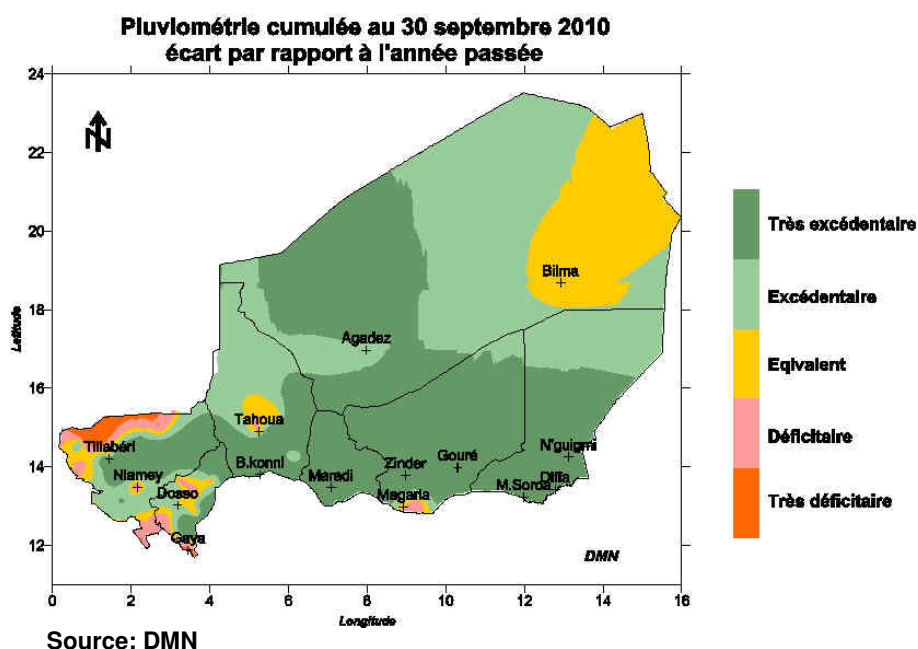 Pluviométrie cumulée au 30 septembre 2010
écart par rapport à l'année passée
24
22
20
18
16
14
12
Latitude
N
Bilma
Agadez
Tahoua
Tillabéri
Niamey
Dosso
Gaya
B.konni
Maradi
Zinder
Magaria
Gouré
N'guigmi
Diffa
M.Soroa
DMN
0 2 4 6 8 10 12 14 16
Longitude
Très excédentaire
Excédentaire
Eqivalent
Déficitaire
Très déficitaire
Source: DMN